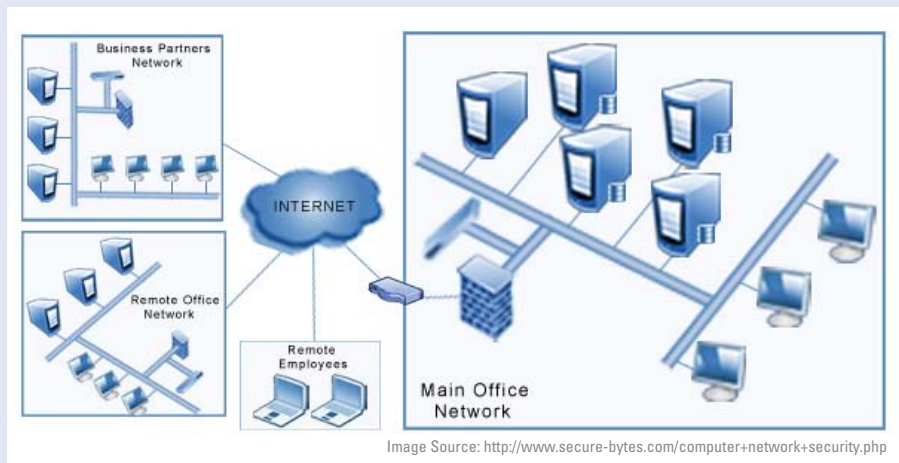 Business Partners
Network
INTERNET
Remote Office
Network
Remote
Employees
Main Office
Network
Image Source: http://www.secure-bytes.com/computer+network+security.php